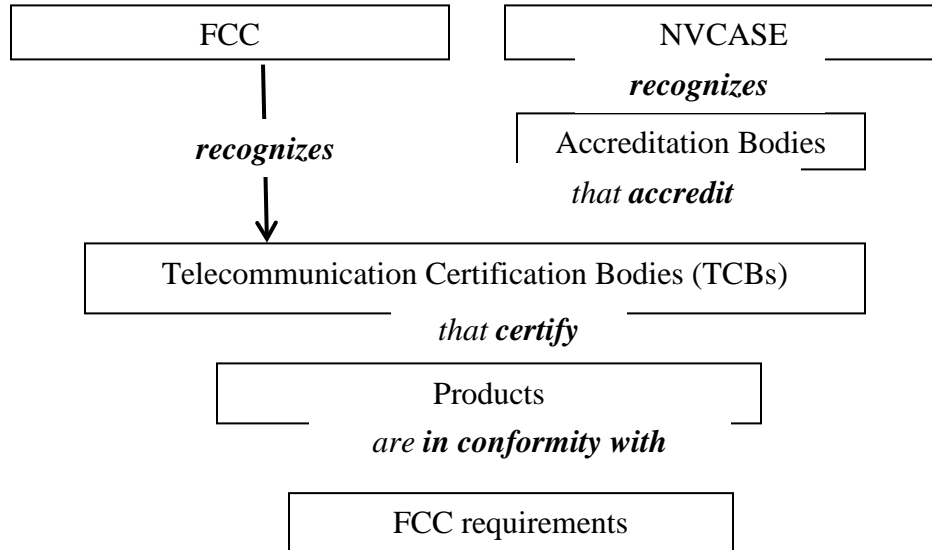 FCC
NVCASE
recognizes
Accreditation Bodies
recognizes
that accredit
Telecommunication Certification Bodies (TCBs)
that certify
Products
are in conformity with
FCC requirements